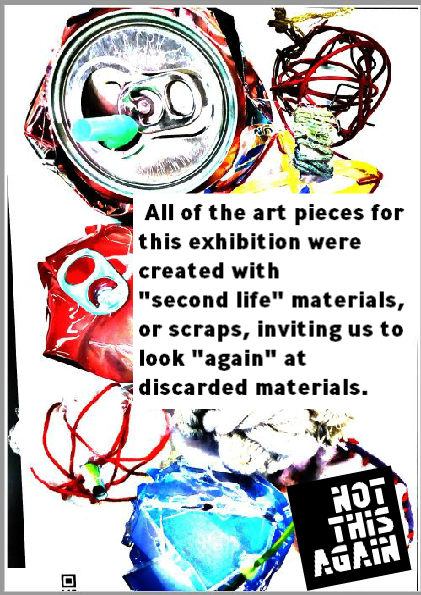 All of the art pieces for
this exhibition were
created with
"second life" materials,
or scraps, inviting us to
look "again" at
discarded materials.
NOT
THIS
AGAIN